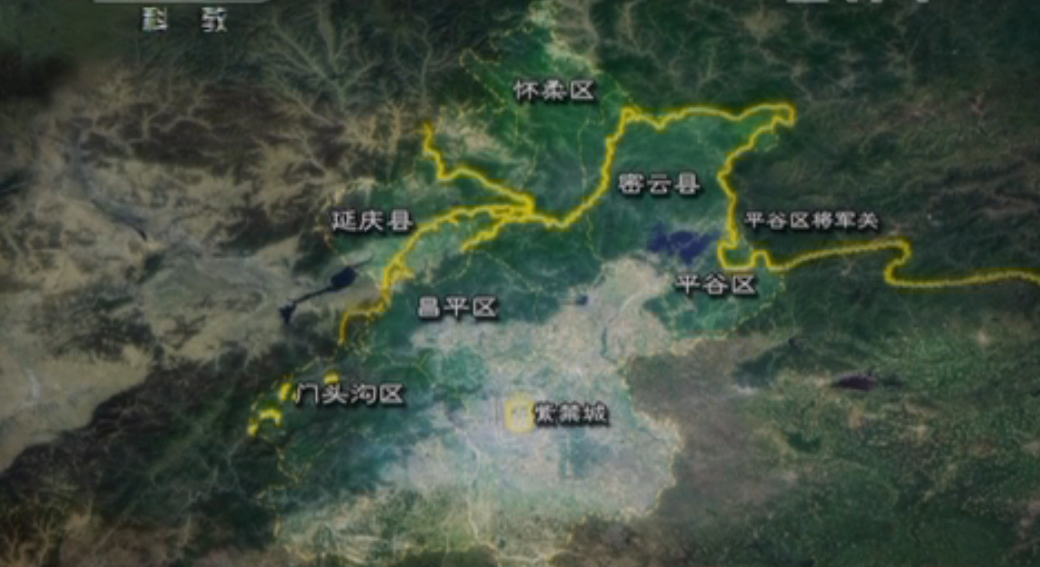 科 教
怀柔区
密云县
延庆县
平谷区将军关
平谷区
昌平区
门头沟区
紫禁城